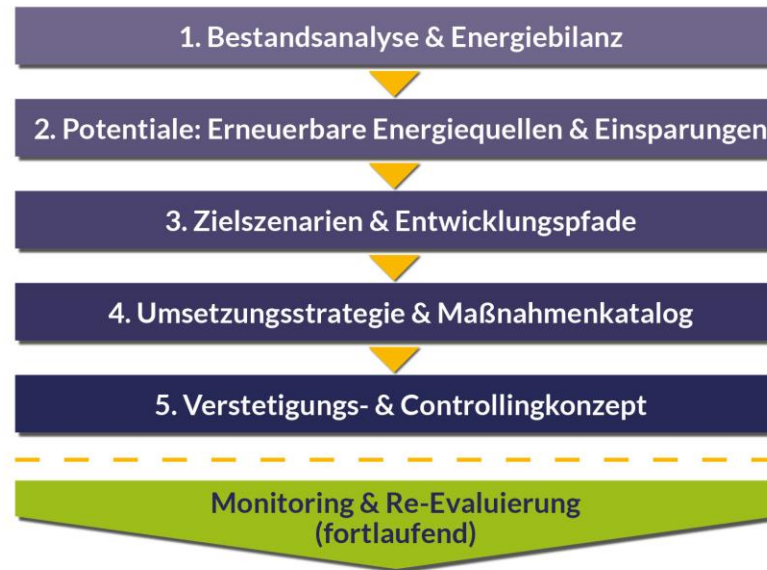 1. Bestandsanalyse & Energiebilanz
2. Potentiale: Erneuerbare Energiequellen & Einsparungen
3. Zielszenarien & Entwicklungspfade
4. Umsetzungsstrategie & Maßnahmenkatalog
5. Verstetigungs- & Controllingkonzept
Monitoring & Re-Evaluierung
(fortlaufend)